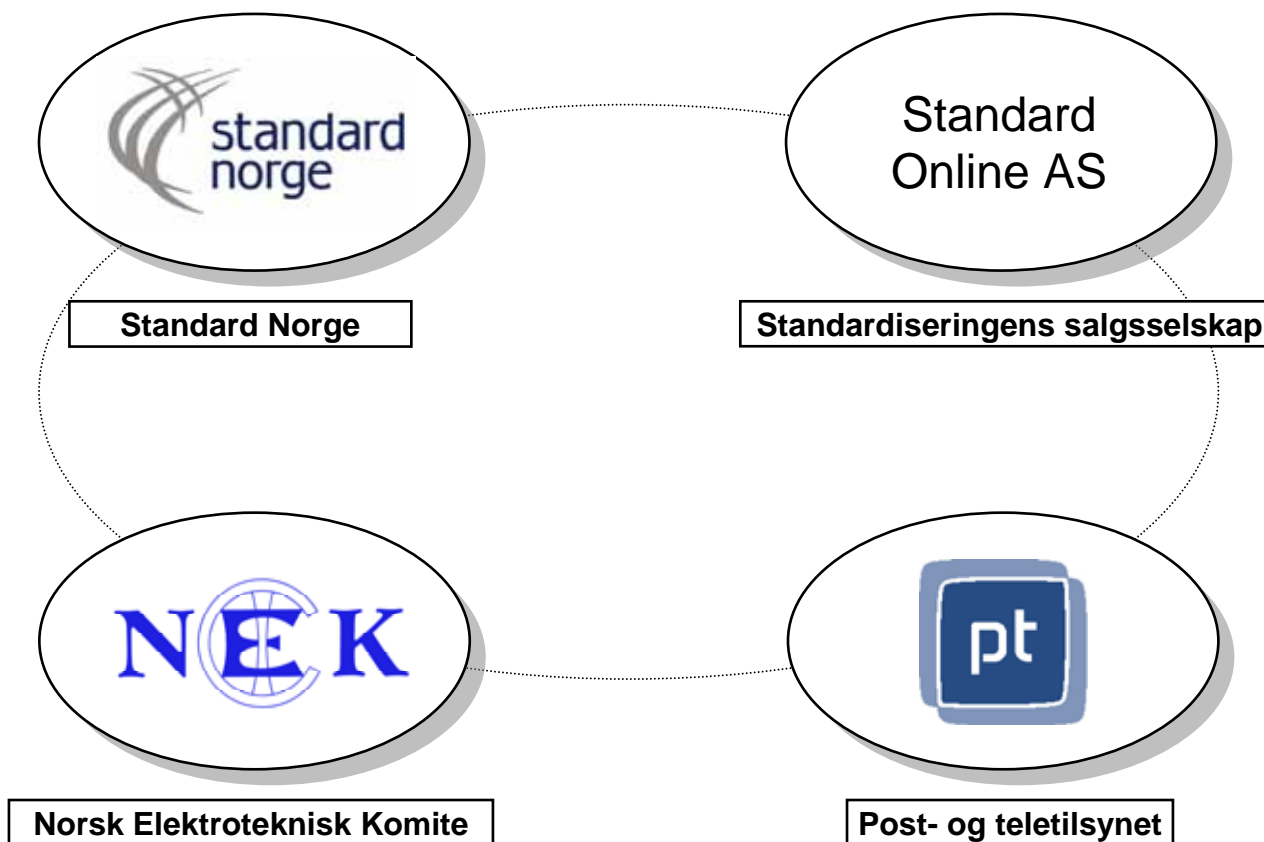 standard
norge
Standard Norge
Standard
Online AS
Standardiseringens salgsselskap
NEK
Norsk Elektroteknisk Komite
pt
Post- og teletilsynet